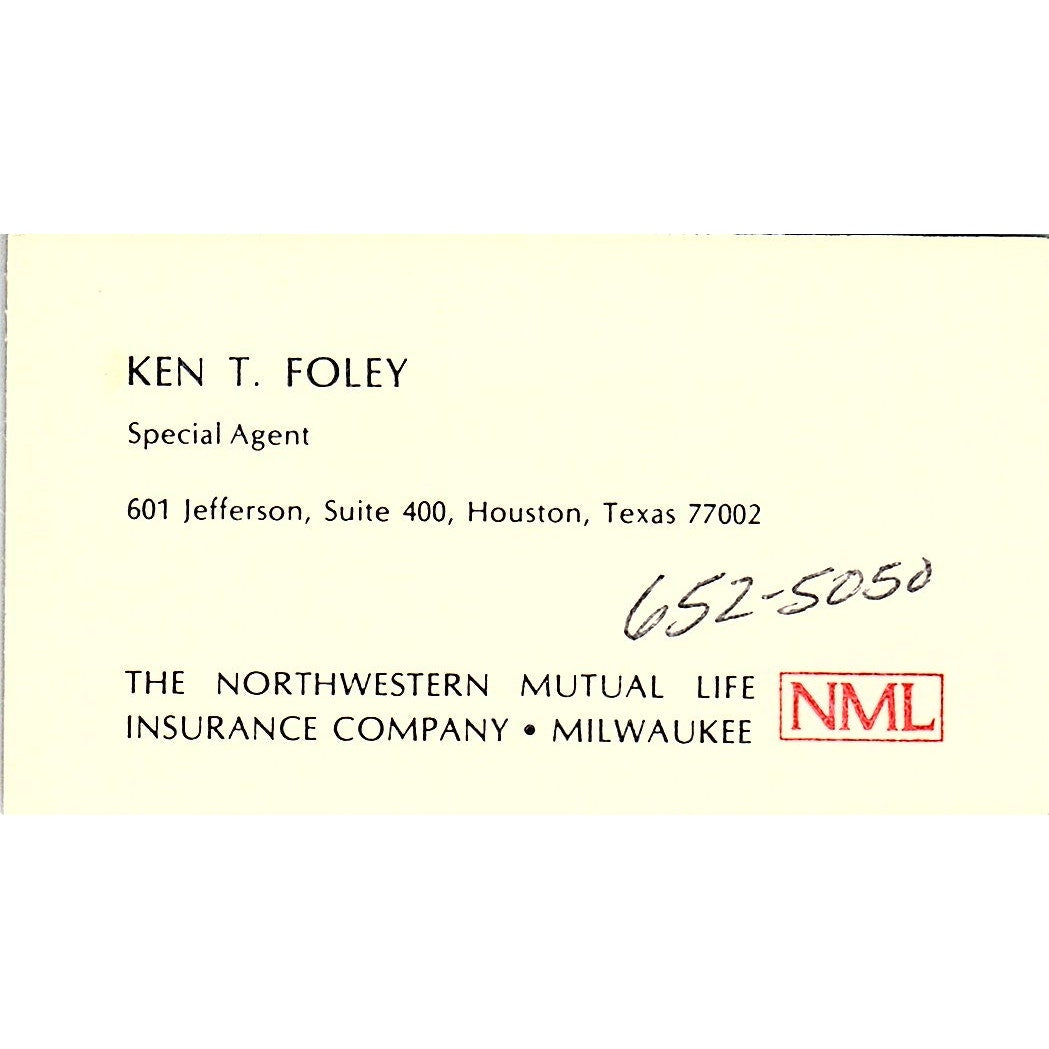 KEN T. FOLEY
Special Agent
601 Jefferson, Suite 400, Houston, Texas 77002
652-5050
THE NORTHWESTERN MUTUAL LIFE
INSURANCE COMPANY • MILWAUKEE
NML